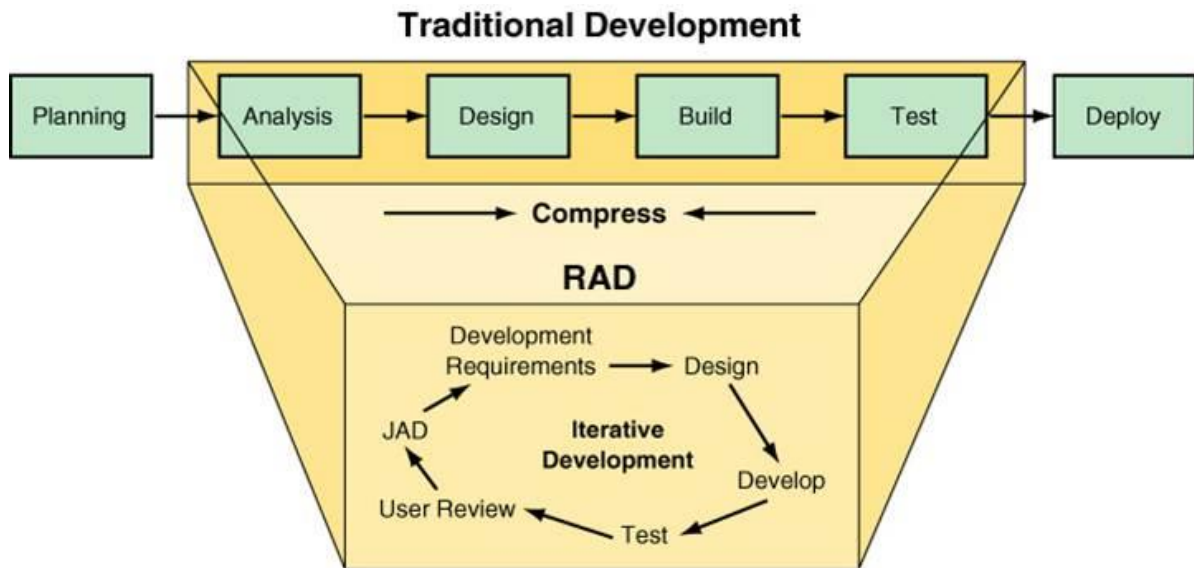 Traditional Development
Planning
Analysis
Design
Build
Test
Deploy
Compress
RAD
Development
Requirements
Design
JAD
Iterative
Development
Develop
User Review
Test